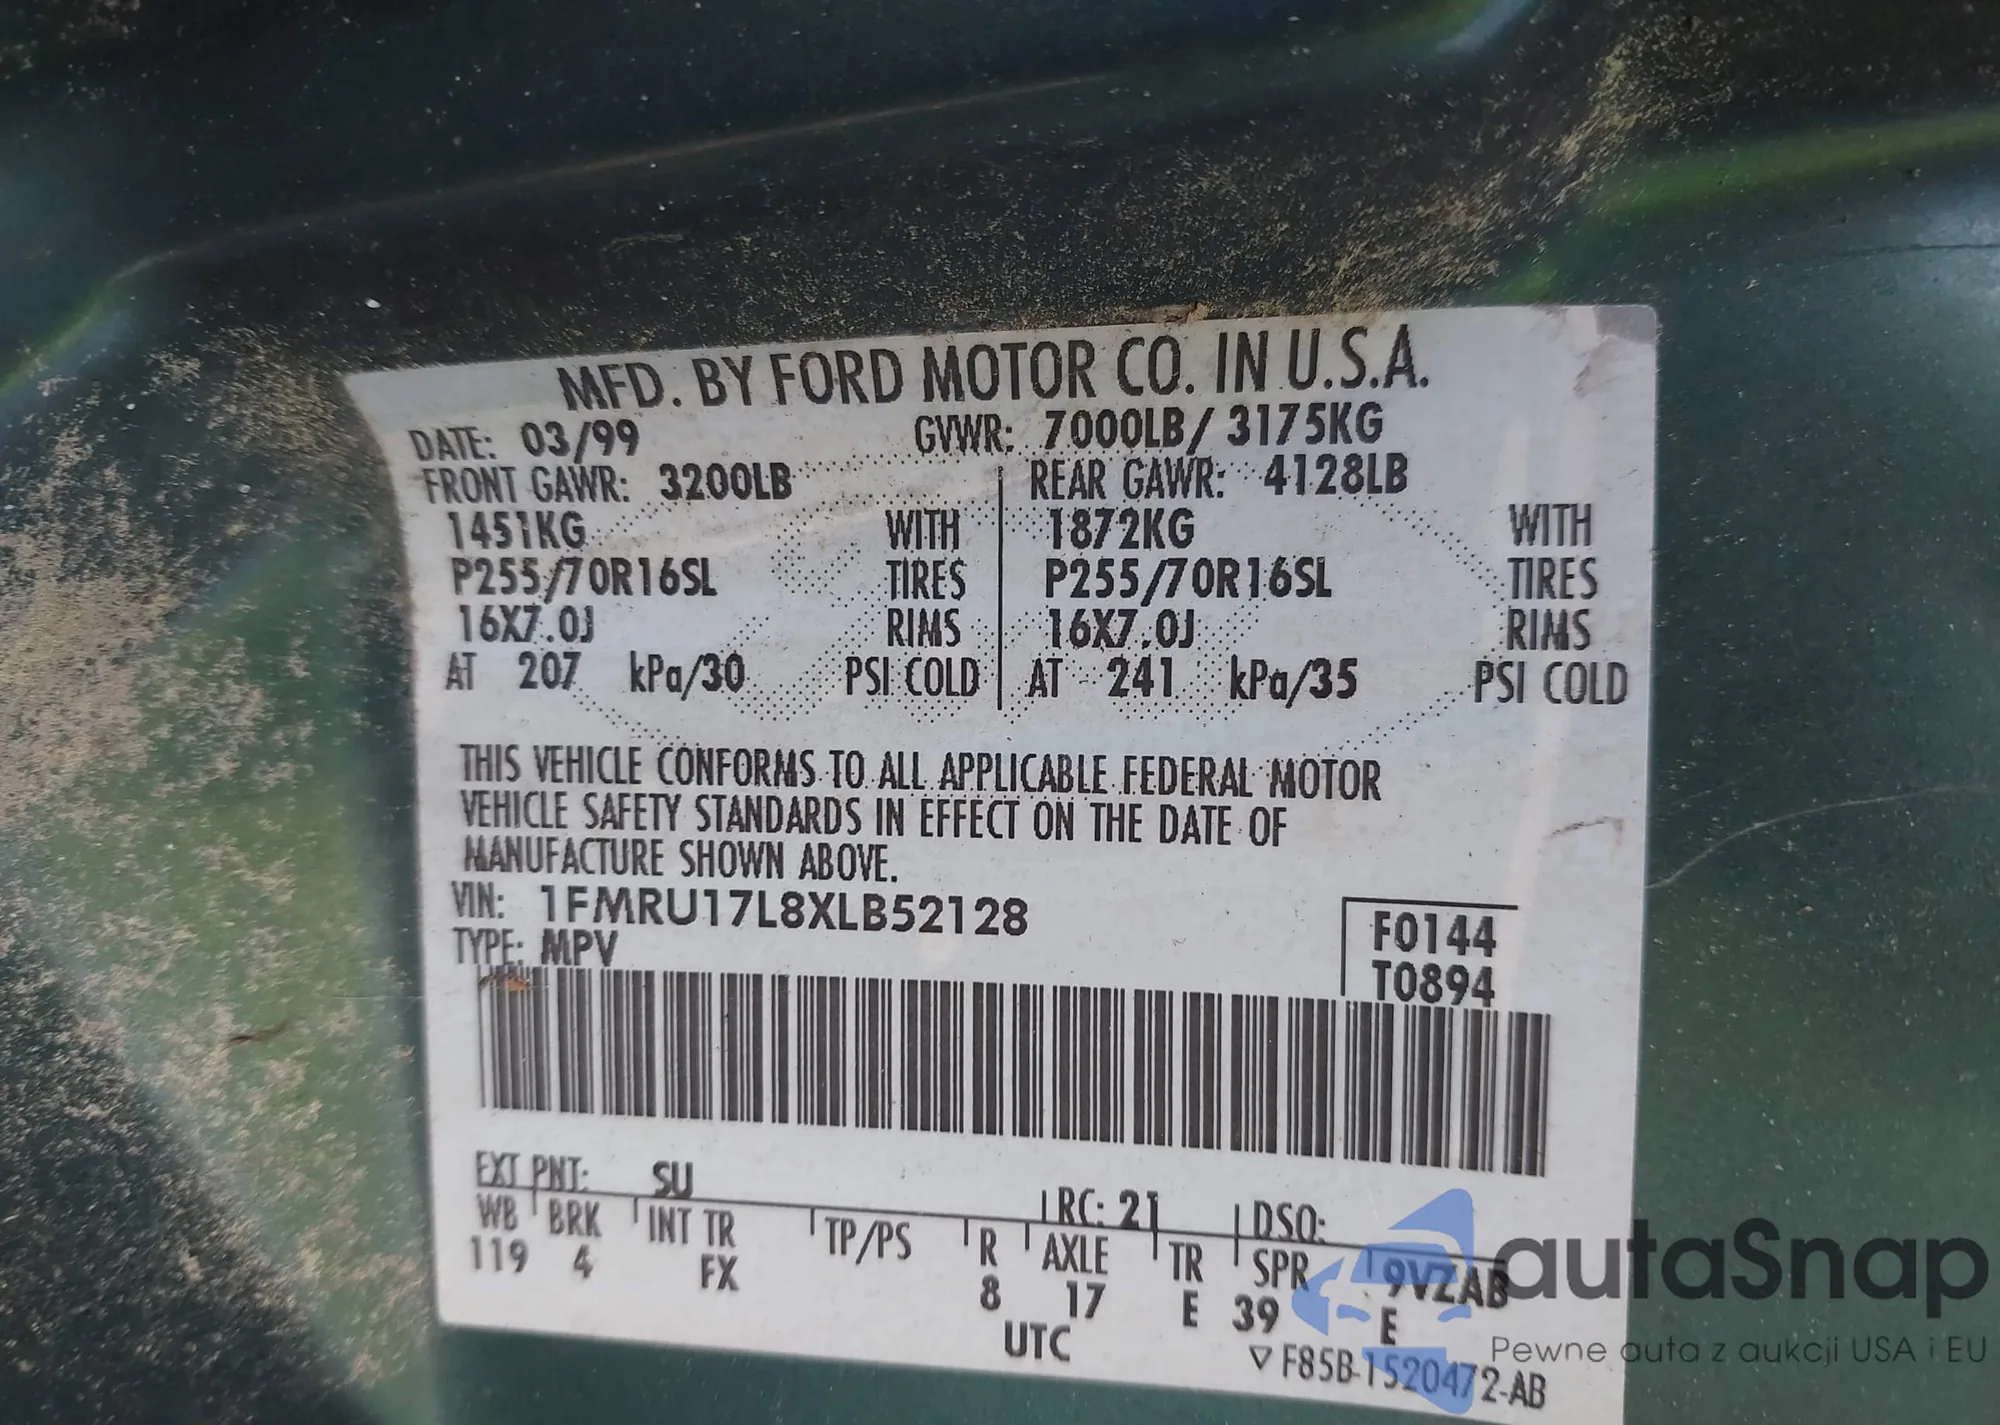 MFD. BY FORD MOTOR CO. IN U.S.A.
DATE: 03/99 GVWR: 7000LB/ 3175KG
FRONT GAWR: 3200LB REAR GAWR: 4128LB
1451KG WITH 1872KG WITH
P255/70R16SL TIRES P255/70R16SL TIRES
16X7.0J RIMS 16X7.0J RIMS
AT 207 kPa/30 PSI COLD AT 241 kPa/35 PSI COLD
THIS VEHICLE CONFORMS TO ALL APPLICABLE FEDERAL MOTOR
VEHICLE SAFETY STANDARDS IN EFFECT ON THE DATE OF
MANUFACTURE SHOWN ABOVE.
VIN: 1FMRU17L8XLB52128
TYPE: MPV
F0144
T0894
EXT PNT: SU RC: 21 DSO:
WB BRK INT TR TP/PS R AXLE TR SPR 9VZAB
119 4 FX 8 17 E 39 E
UTC
▽ F85B-1520472-AB
autaSnap
Pewne auta z aukcji USA i EU